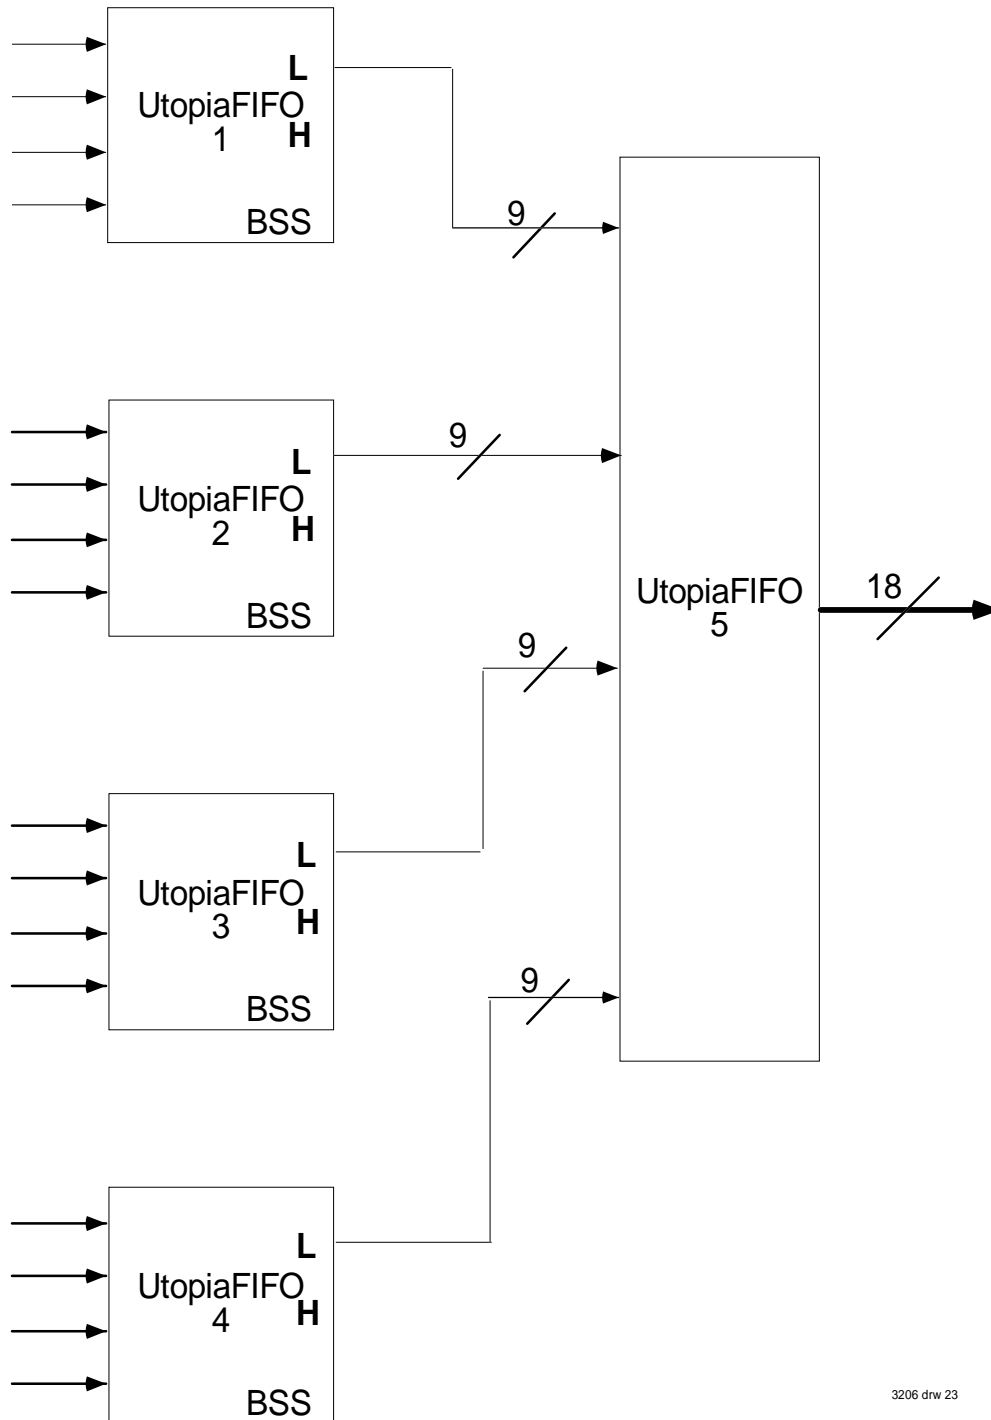 L
UtopiaFIFO
1
H
BSS
9
L
UtopiaFIFO
2
H
BSS
9
UtopiaFIFO
5
18
L
UtopiaFIFO
3
H
BSS
9
L
UtopiaFIFO
4
H
BSS
9
3206 drw 23